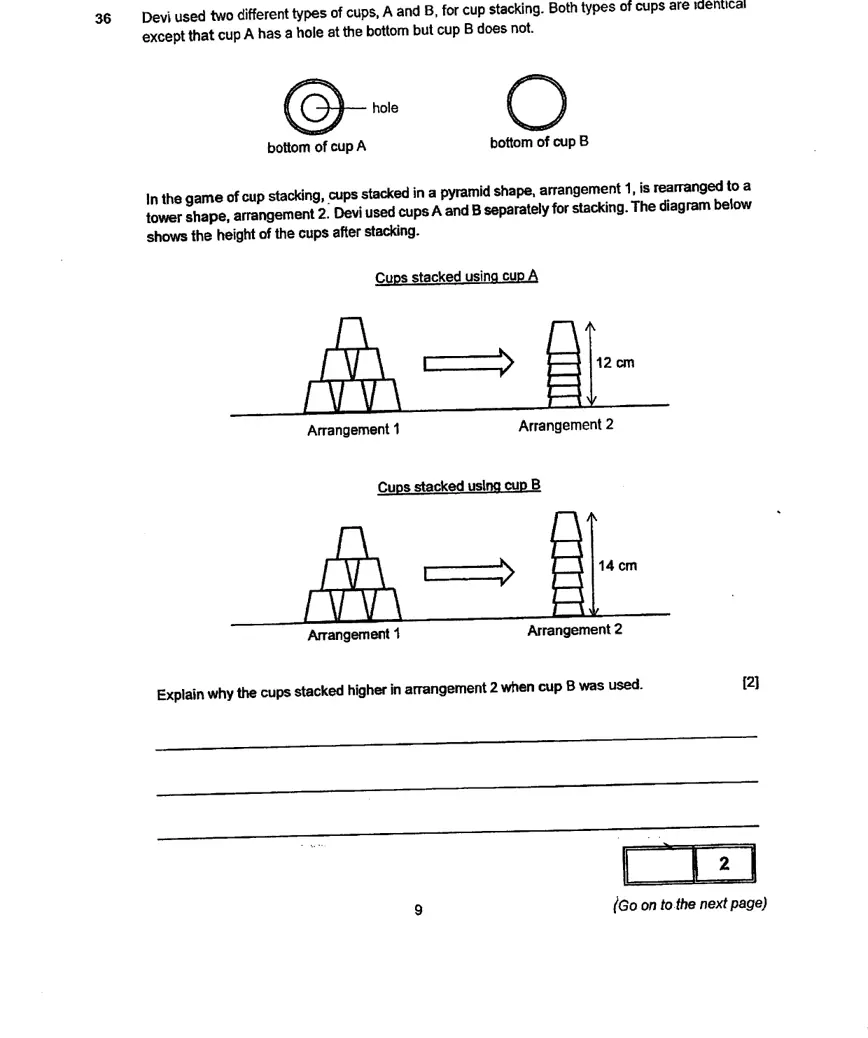 36 Devi used two different types of cups, A and B, for cup stacking. Both types of cups are identical
except that cup A has a hole at the bottom but cup B does not.
hole
bottom of cup A
bottom of cup B
In the game of cup stacking, cups stacked in a pyramid shape, arrangement 1, is rearranged to a
tower shape, arrangement 2. Devi used cups A and B separately for stacking. The diagram below
shows the height of the cups after stacking.
Cups stacked using cup A
12 cm
Arrangement 1
Arrangement 2
Cups stacked using cup B
14 cm
Arrangement 1
Arrangement 2
Explain why the cups stacked higher in arrangement 2 when cup B was used. [2]
2
9
(Go on to the next page)